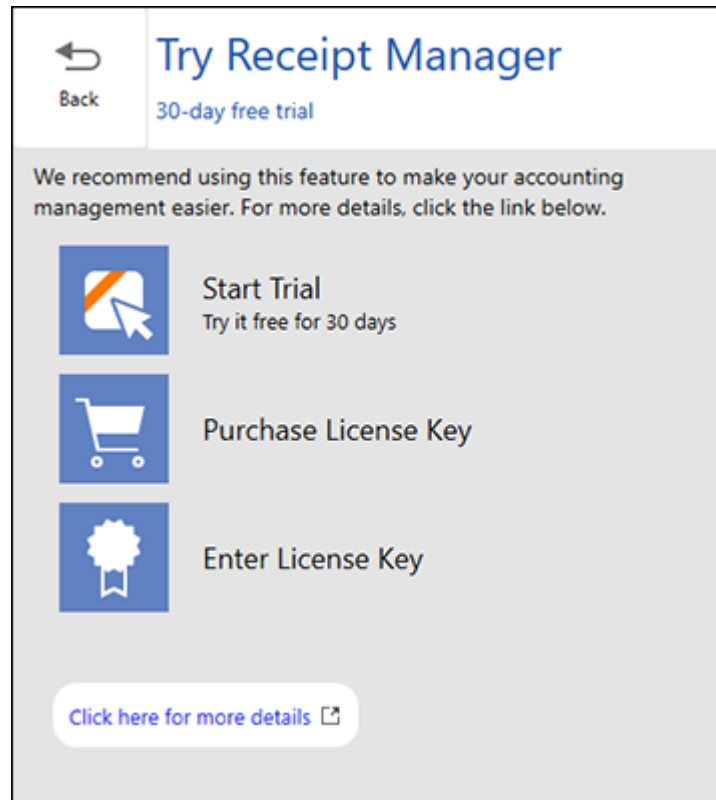 Try Receipt Manager
Back
30-day free trial
We recommend using this feature to make your accounting
management easier. For more details, click the link below.
Start Trial
Try it free for 30 days
Purchase License Key
Enter License Key
Click here for more details